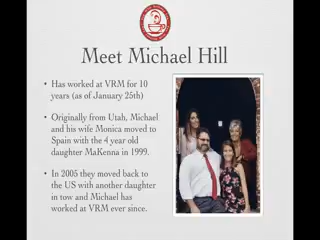 Meet Michael Hill
• Has worked at VRM for 10
years (as of January 25th)
• Originally from Utah, Michael
and his wife Monica moved to
Spain with the 4 year old
daughter MaKenna in 1999.
• In 2005 they moved back to
the US with another daughter
in tow and Michael has
worked at VRM ever since.